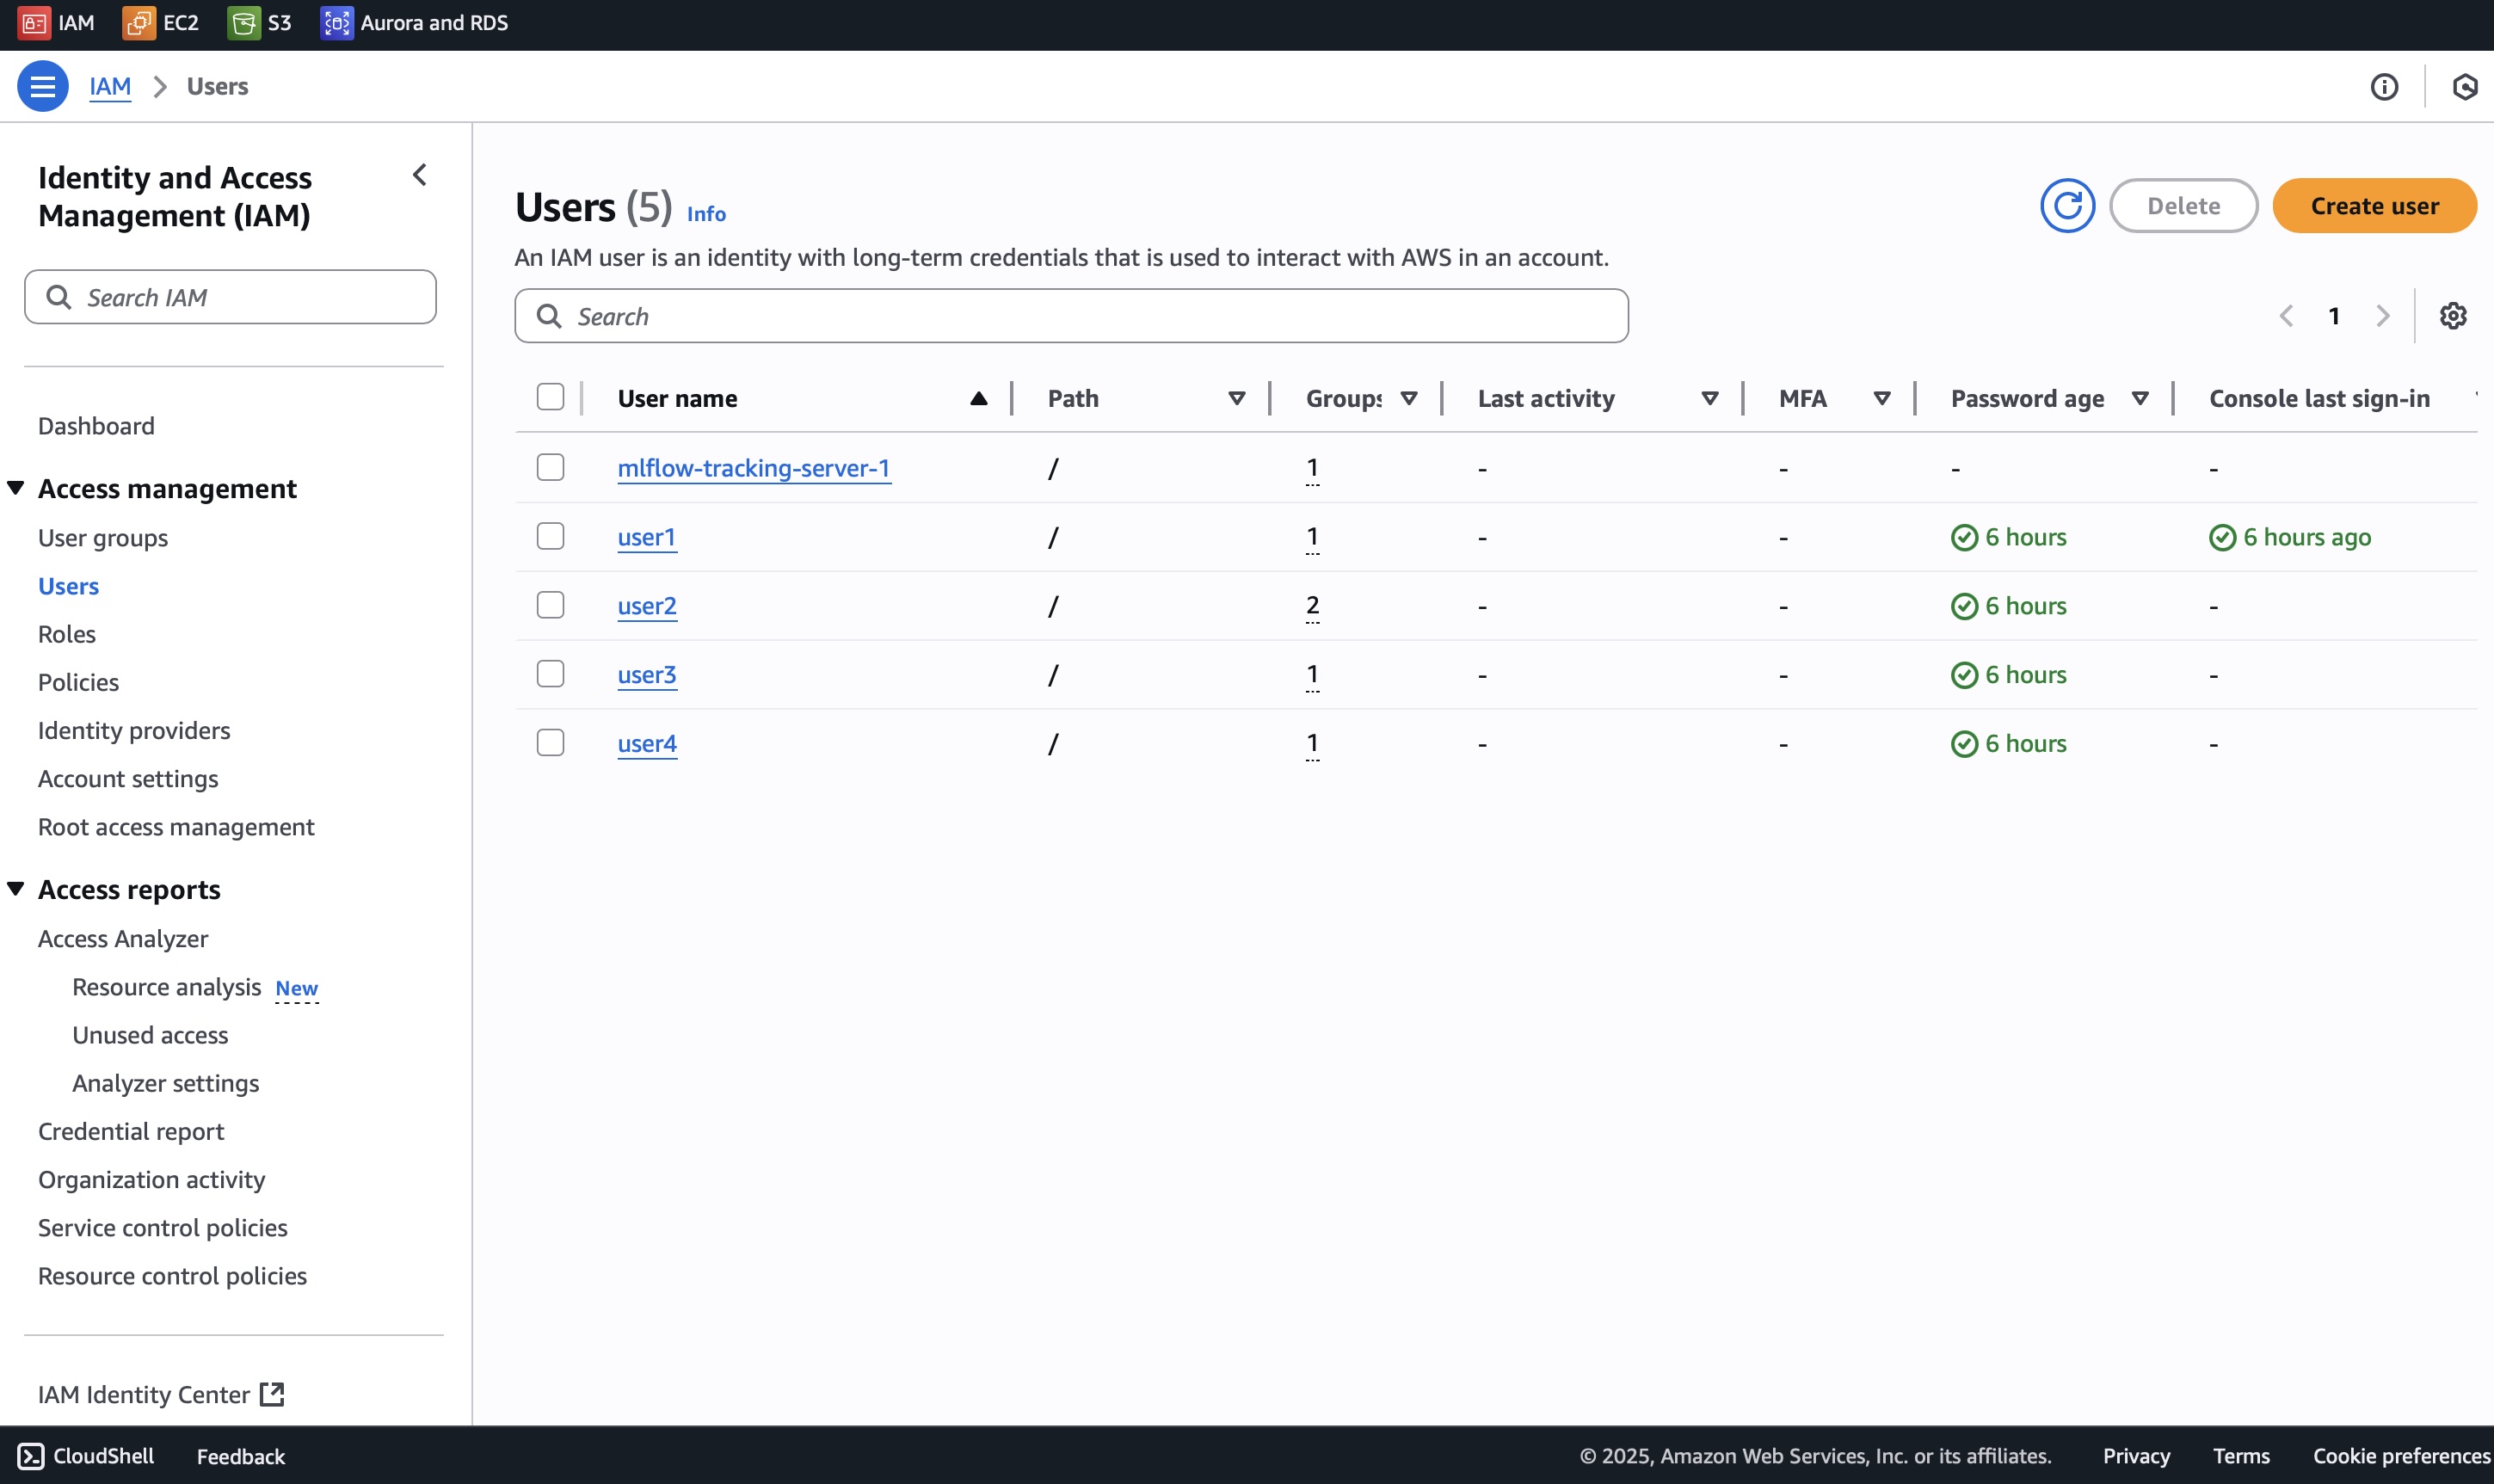 IAM EC2 S3 Aurora and RDS
IAM > Users
Identity and Access
Management (IAM)
Search IAM
Dashboard
Access management
User groups
Users
Roles
Policies
Identity providers
Account settings
Root access management
Access reports
Access Analyzer
Resource analysis New
Unused access
Analyzer settings
Credential report
Organization activity
Service control policies
Resource control policies
IAM Identity Center
Users (5) Info
Delete
Create user
An IAM user is an identity with long-term credentials that is used to interact with AWS in an account.
Search
1
User name Path Groups Last activity MFA Password age Console last sign-in
mlflow-tracking-server-1 / 1 - - - -
user1 / 1 - - 6 hours 6 hours ago
user2 / 2 - - 6 hours -
user3 / 1 - - 6 hours -
user4 / 1 - - 6 hours -
CloudShell Feedback © 2025, Amazon Web Services, Inc. or its affiliates. Privacy Terms Cookie preferences